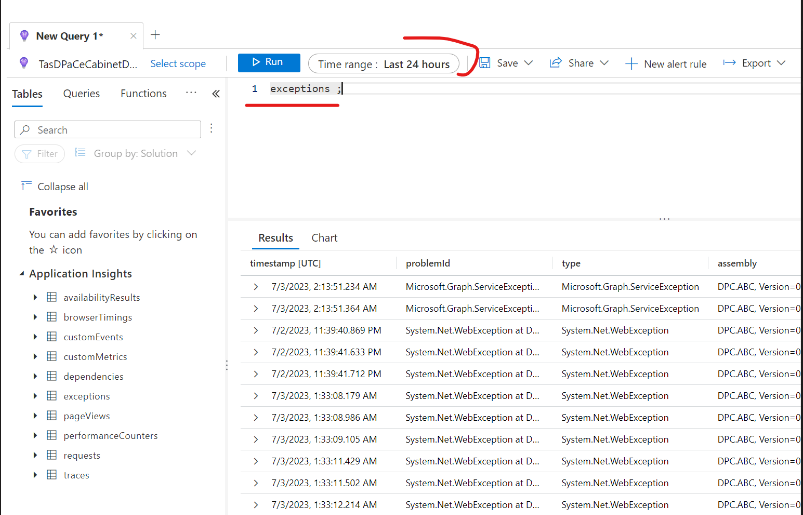 New Query 1*
TasDPaCeCabinetD... Select scope Run Time range : Last 24 hours Save Share New alert rule Export
Tables Queries Functions ... «
1 exceptions ;
Search
Filter Group by: Solution
Collapse all
Favorites
You can add favorites by clicking on
the ☆ icon
Application Insights
availabilityResults
browserTimings
customEvents
customMetrics
dependencies
exceptions
pageViews
performanceCounters
requests
traces
Results Chart
timestamp [UTC] problemId type assembly
7/3/2023, 2:13:51.234 AM Microsoft.Graph.ServiceExcepti... Microsoft.Graph.ServiceException DPC.ABC, Version=0
7/3/2023, 2:13:51.364 AM Microsoft.Graph.ServiceExcepti... Microsoft.Graph.ServiceException DPC.ABC, Version=0
7/2/2023, 11:39:40.869 PM System.Net.WebException at D... System.Net.WebException DPC.ABC, Version=0
7/2/2023, 11:39:41.633 PM System.Net.WebException at D... System.Net.WebException DPC.ABC, Version=0
7/2/2023, 11:39:41.712 PM System.Net.WebException at D... System.Net.WebException DPC.ABC, Version=0
7/3/2023, 1:33:08.179 AM System.Net.WebException at D... System.Net.WebException DPC.ABC, Version=0
7/3/2023, 1:33:08.986 AM System.Net.WebException at D... System.Net.WebException DPC.ABC, Version=0
7/3/2023, 1:33:09.105 AM System.Net.WebException at D... System.Net.WebException DPC.ABC, Version=0
7/3/2023, 1:33:11.429 AM System.Net.WebException at D... System.Net.WebException DPC.ABC, Version=0
7/3/2023, 1:33:11.502 AM System.Net.WebException at D... System.Net.WebException DPC.ABC, Version=0
7/3/2023, 1:33:12.214 AM System.Net.WebException at D... System.Net.WebException DPC.ABC, Version=0